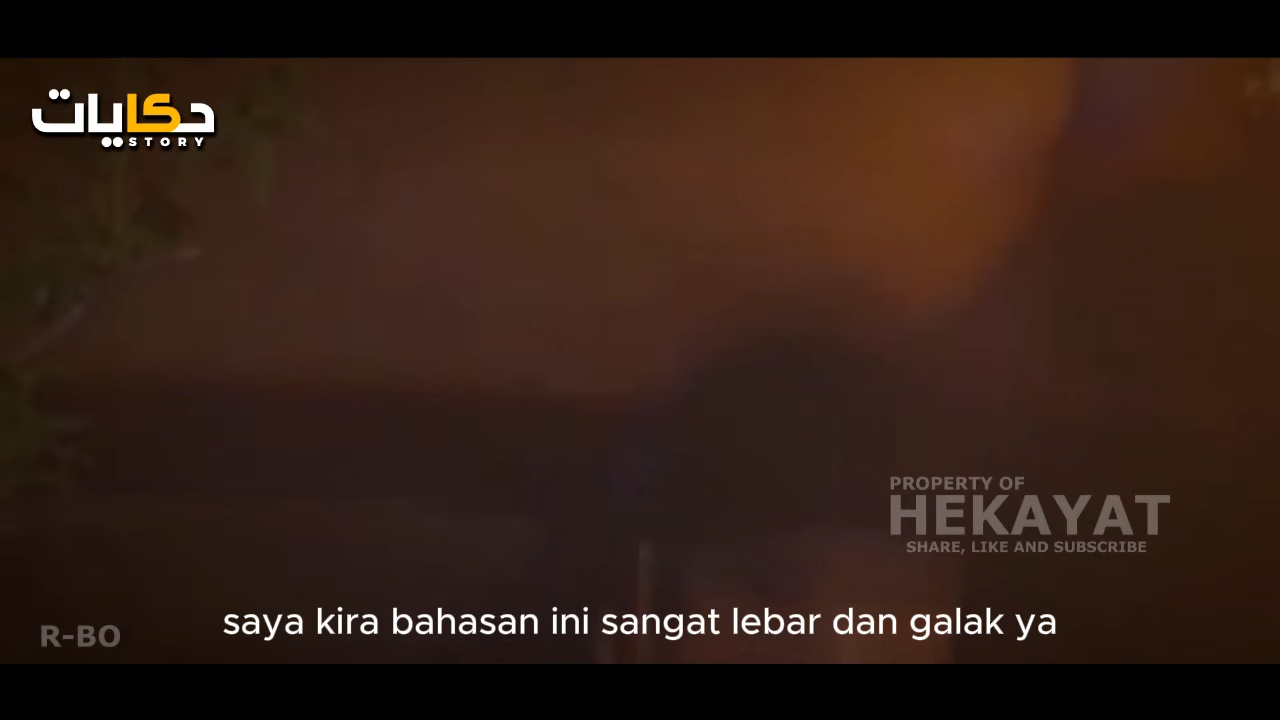 حكايات
STORY
PROPERTY OF
HEKAYAT
SHARE, LIKE AND SUBSCRIBE
R-BO
saya kira bahasan ini sangat lebar dan galak ya